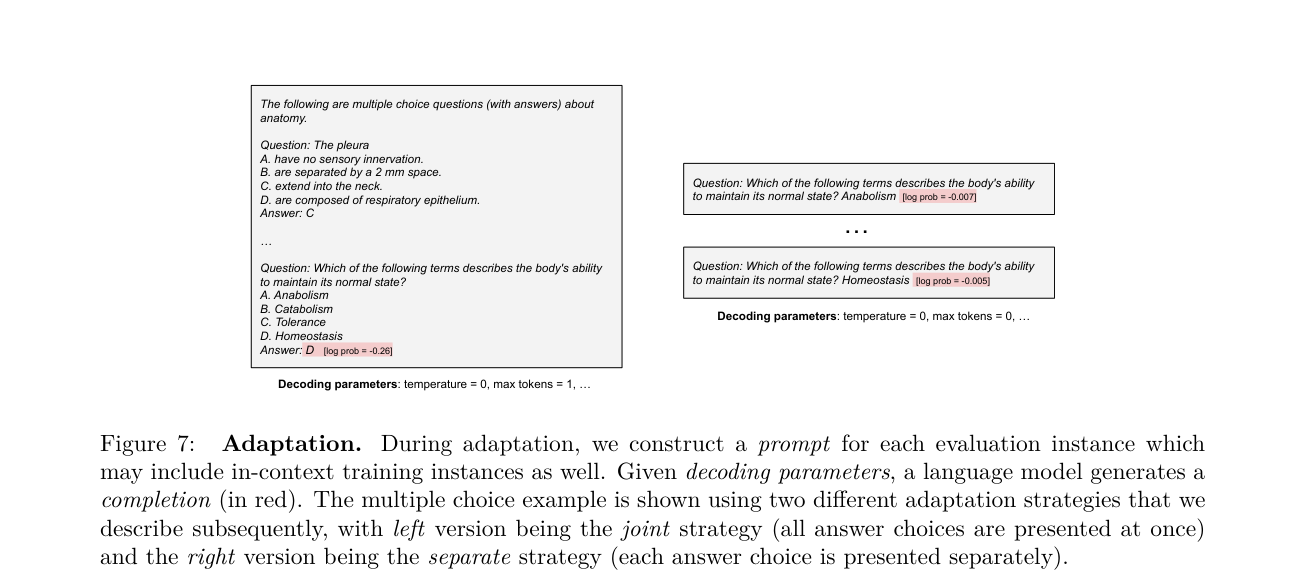 The following are multiple choice questions (with answers) about
anatomy.
Question: The pleura
A. have no sensory innervation.
B. are separated by a 2 mm space.
C. extend into the neck.
D. are composed of respiratory epithelium.
Answer: C
…
Question: Which of the following terms describes the body's ability
to maintain its normal state?
A. Anabolism
B. Catabolism
C. Tolerance
D. Homeostasis
Answer: D [log prob = -0.26]
Decoding parameters: temperature = 0, max tokens = 1, …
Question: Which of the following terms describes the body's ability
to maintain its normal state? Anabolism [log prob = -0.007]
...
Question: Which of the following terms describes the body's ability
to maintain its normal state? Homeostasis [log prob = -0.005]
Decoding parameters: temperature = 0, max tokens = 0, …
Figure 7: Adaptation. During adaptation, we construct a prompt for each evaluation instance which
may include in-context training instances as well. Given decoding parameters, a language model generates a
completion (in red). The multiple choice example is shown using two different adaptation strategies that we
describe subsequently, with left version being the joint strategy (all answer choices are presented at once)
and the right version being the separate strategy (each answer choice is presented separately).